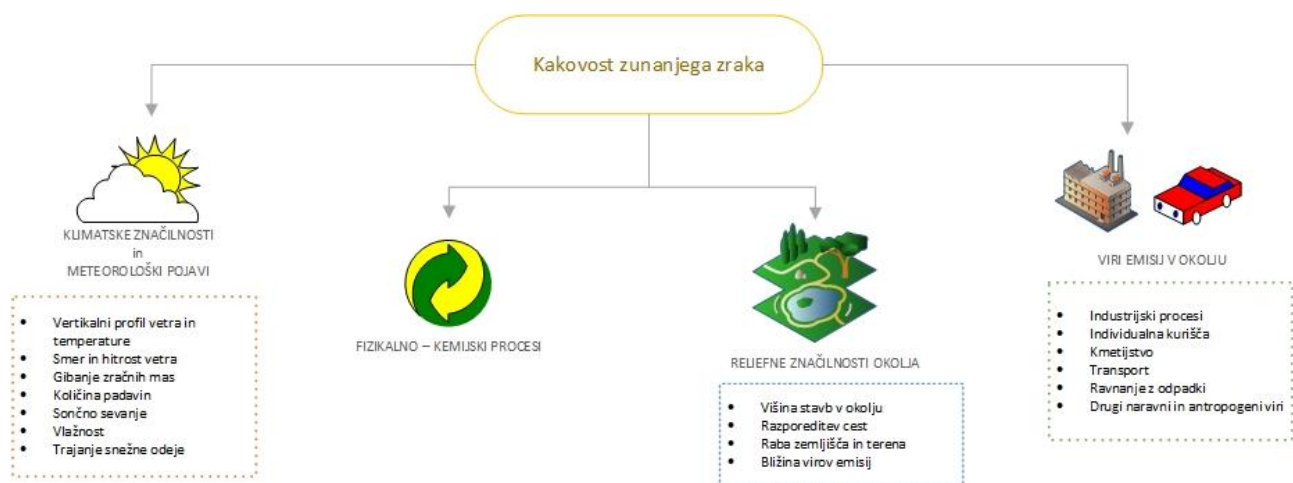 Kakovost zunanjega zraka
KLIMATSKE ZNAČILNOSTI
in
METEOROLOŠKI POJAVI
• Vertikalni profil vetra in
temperature
• Smer in hitrost vetra
• Gibanje zračnih mas
• Količina padavin
• Sončno sevanje
• Vlažnost
• Trajanje snežne odeje
FIZIKALNO – KEMIJSKI PROCESI
RELIEFNE ZNAČILNOSTI OKOLJA
• Višina stavb v okolju
• Razporeditev cest
• Raba zemljišča in terena
• Bližina virov emisij
VIRI EMISIJ V OKOLJU
• Industrijski procesi
• Individualna kurišča
• Kmetijstvo
• Transport
• Ravnanje z odpadki
• Drugi naravni in antropogeni viri